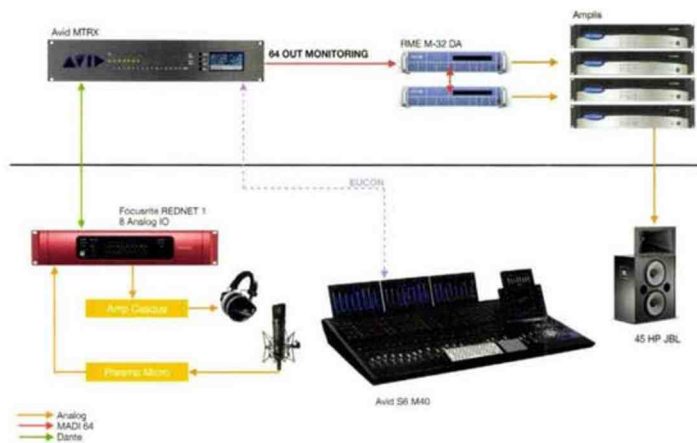 Avid MTRX
AVID
64 OUT MONITORING
RME M-32 DA
Amplis
EUCON
Focusrite REDNET 1
8 Analog IO
Amp Casque
Preamp Micro
Avid S6 M40
45 HP JBL
Analog
MADI 64
Dante